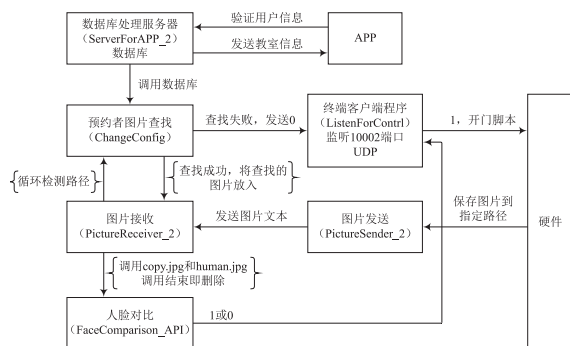 数据库处理服务器
（ServerForAPP_2）
数据库
验证用户信息
发送教室信息
APP
调用数据库
预约者图片查找
（ChangeConfig）
查找失败，发送0
终端客户端程序
（ListenForContrl）
监听10002端口
UDP
1，开门脚本
硬件
循环检测路径
查找成功，将查找的
图片放入
图片接收
（PictureReceiver_2）
发送图片文本
图片发送
（PictureSender_2）
保存图片到
指定路径
调用copy.jpg和human.jpg
调用结束即删除
人脸对比
（FaceComparison_API）
1或0